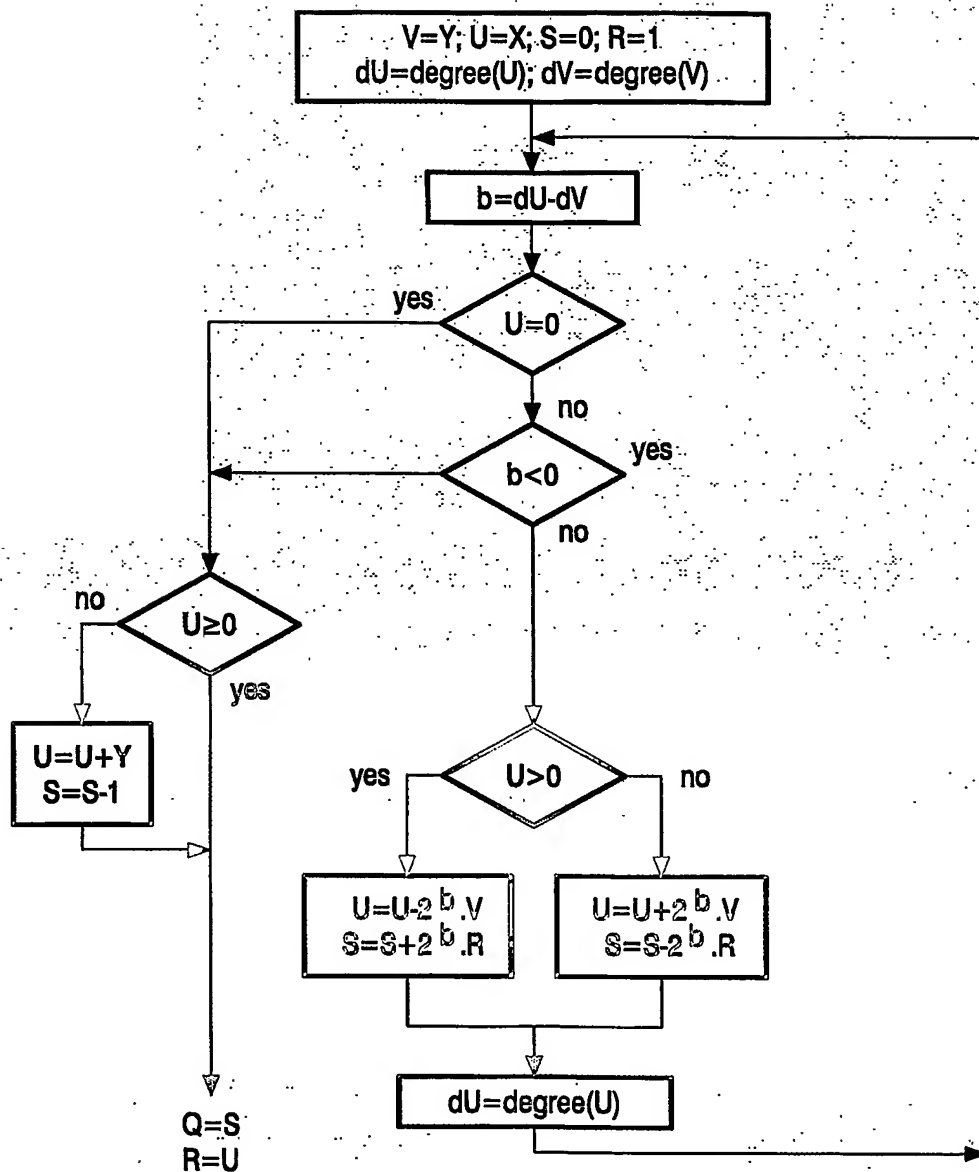 V=Y; U=X; S=0; R=1
dU=degree(U); dV=degree(V)
b=dU-dV
yes
U=0
no
yes
b<0
no
no
U≥0
yes
U=U+Y
S=S-1
yes
U>0
no
U=U-2 b .V
S=S+2 b .R
U=U+2 b .V
S=S-2 b .R
dU=degree(U)
Q=S
R=U